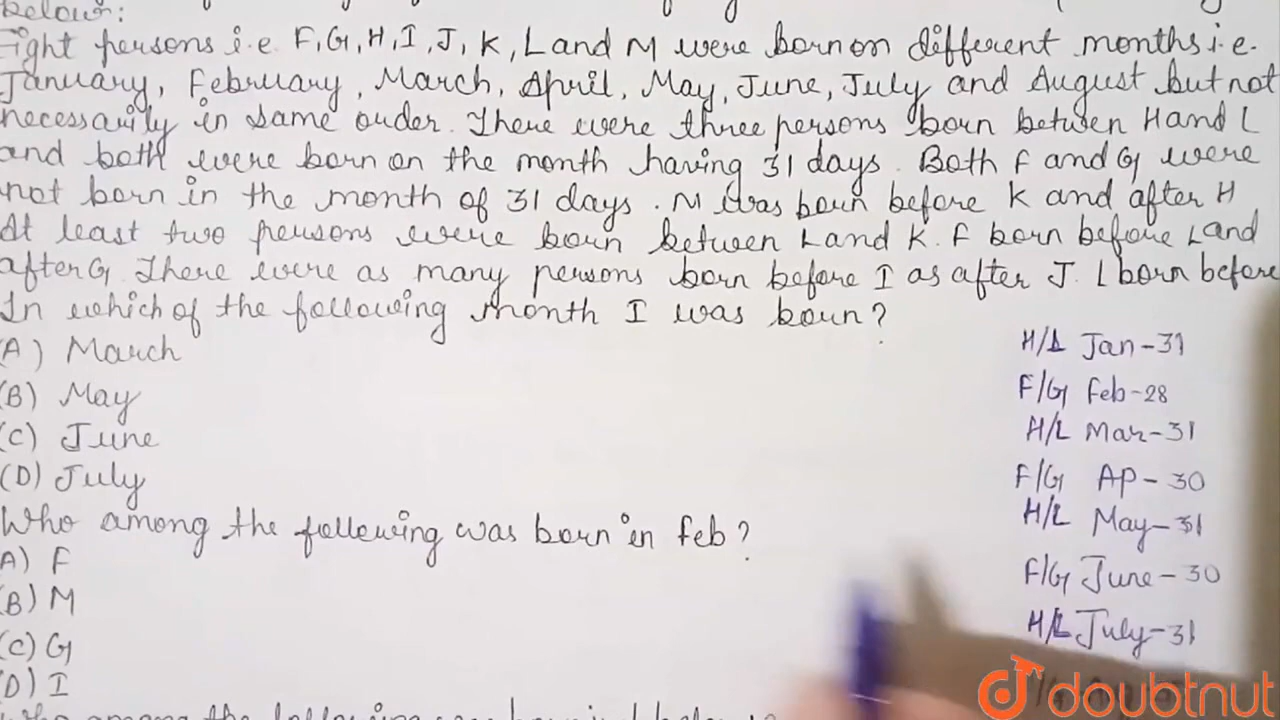 Below:
Eight persons i.e. F, G, H, I, J, K, L and M were born on different months i.e.
January, February, March, April, May, June, July and August but not
necessarily in same order. There were three persons born between H and L
and both were born on the month having 31 days. Both F and G were
not born in the month of 31 days. M was born before K and after H
At least two persons were born between L and K. F born before L and
after G. There were as many persons born before I as after J. L born before
In which of the following month I was born?
(A) March
(B) May
(C) June
(D) July
Who among the following was born in feb?
A) F
(B) M
(C) G
(D) I
H/L Jan-31
F/G Feb-28
H/L Mar-31
F/G AP-30
H/L May-31
F/G June-30
H/L July-31
doubtnut